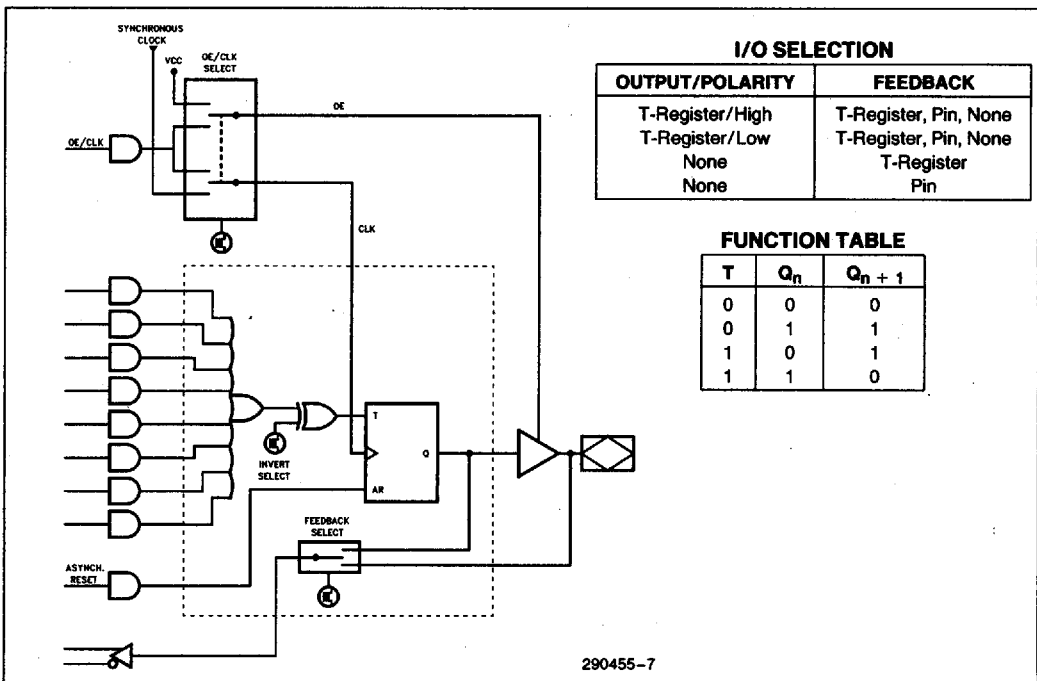 SYNCHRONOUS
CLOCK
VCC
OE/CLK
SELECT
OE
OE/CLK
CLK
T
Q
AR
INVERT
SELECT
FEEDBACK
SELECT
ASYNCH.
RESET
I/O SELECTION
OUTPUT/POLARITY FEEDBACK
T-Register/High T-Register, Pin, None
T-Register/Low T-Register, Pin, None
None T-Register
None Pin
FUNCTION TABLE
T Qn Qn + 1
0 0 0
0 1 1
1 0 1
1 1 0
290455-7